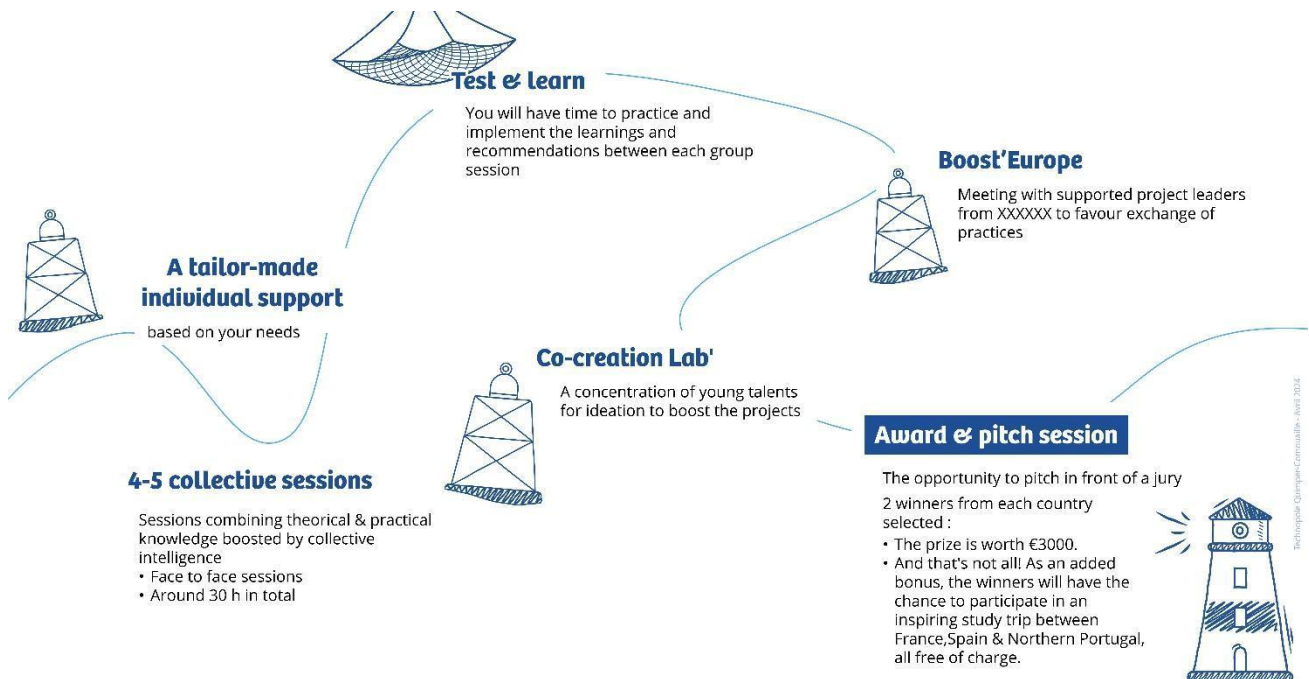 A tailor-made
individual support
based on your needs
4-5 collective sessions
Sessions combining theorical & practical
knowledge boosted by collective
intelligence
• Face to face sessions
• Around 30 h in total
Test & learn
You will have time to practice and
implement the learnings and
recommendations between each group
session
Boost'Europe
Meeting with supported project leaders
from XXXXXX to favour exchange of
practices
Co-creation Lab'
A concentration of young talents
for ideation to boost the projects
Award & pitch session
The opportunity to pitch in front of a jury
2 winners from each country
selected :
• The prize is worth €3000.
• And that's not all! As an added
bonus, the winners will have the
chance to participate in an
inspiring study trip between
France,Spain & Northern Portugal,
all free of charge.
Technopole Quimper-Cornouaille - Avril 2024